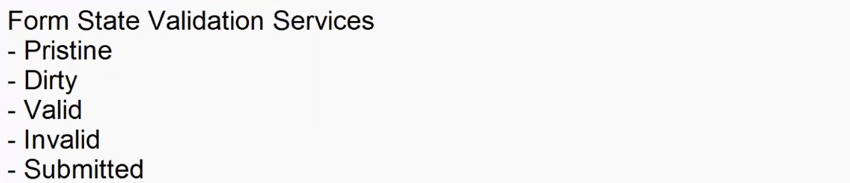 Form State Validation Services
- Pristine
- Dirty
- Valid
- Invalid
- Submitted